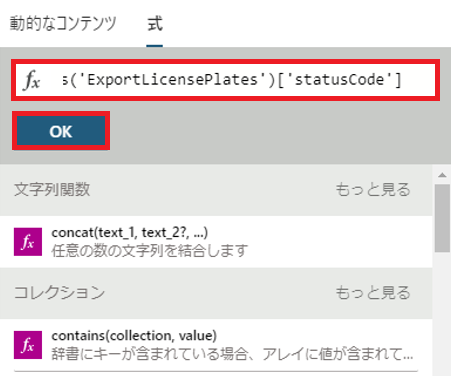 動的なコンテンツ 式
fx s('ExportLicensePlates')['statusCode']
OK
文字列関数 もっと見る
fx concat(text_1, text_2?, ...)
任意の数の文字列を結合します
コレクション もっと見る
fx contains(collection, value)
辞書にキーが含まれている場合、アレイに値が含まれて...